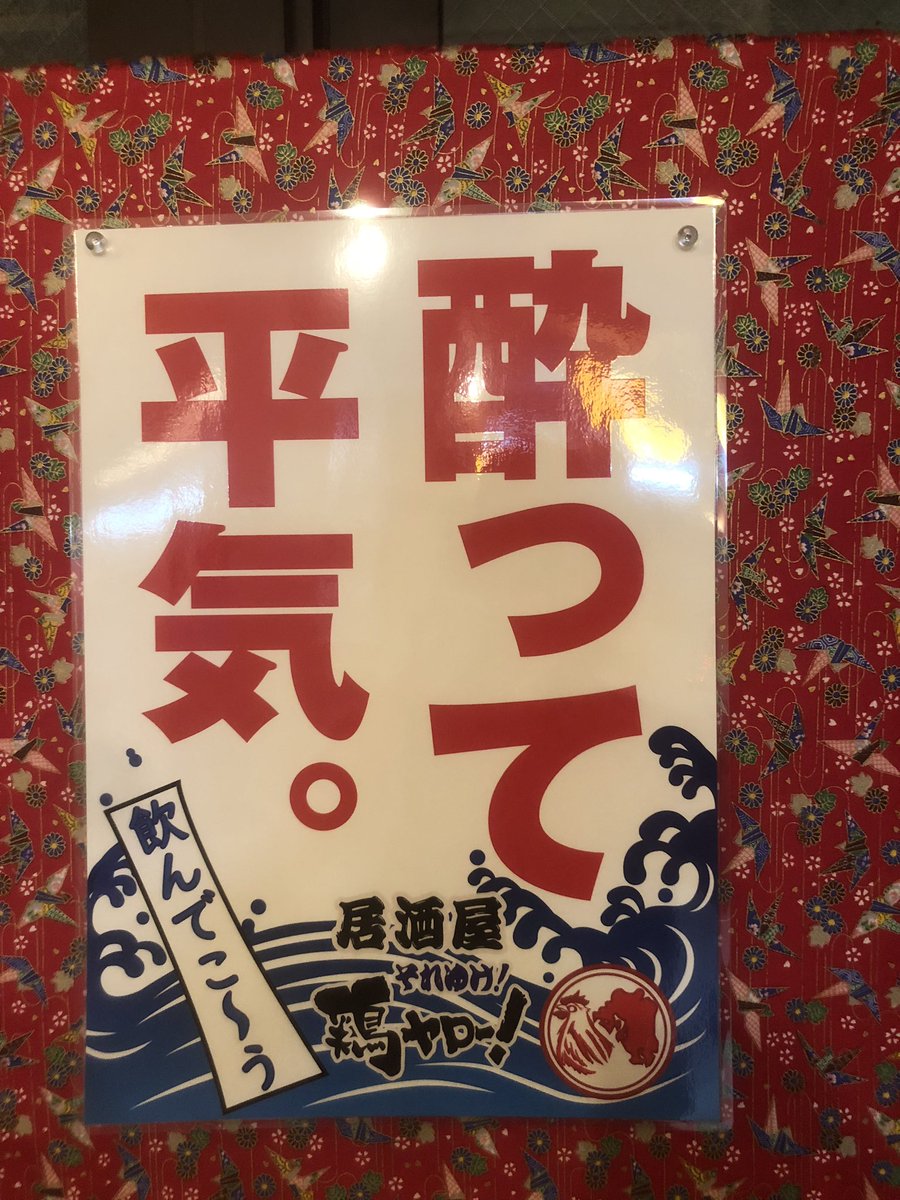 酔って
平気。
飲んでこ〜う
居酒屋
それゆけ!
鶏ヤロー!